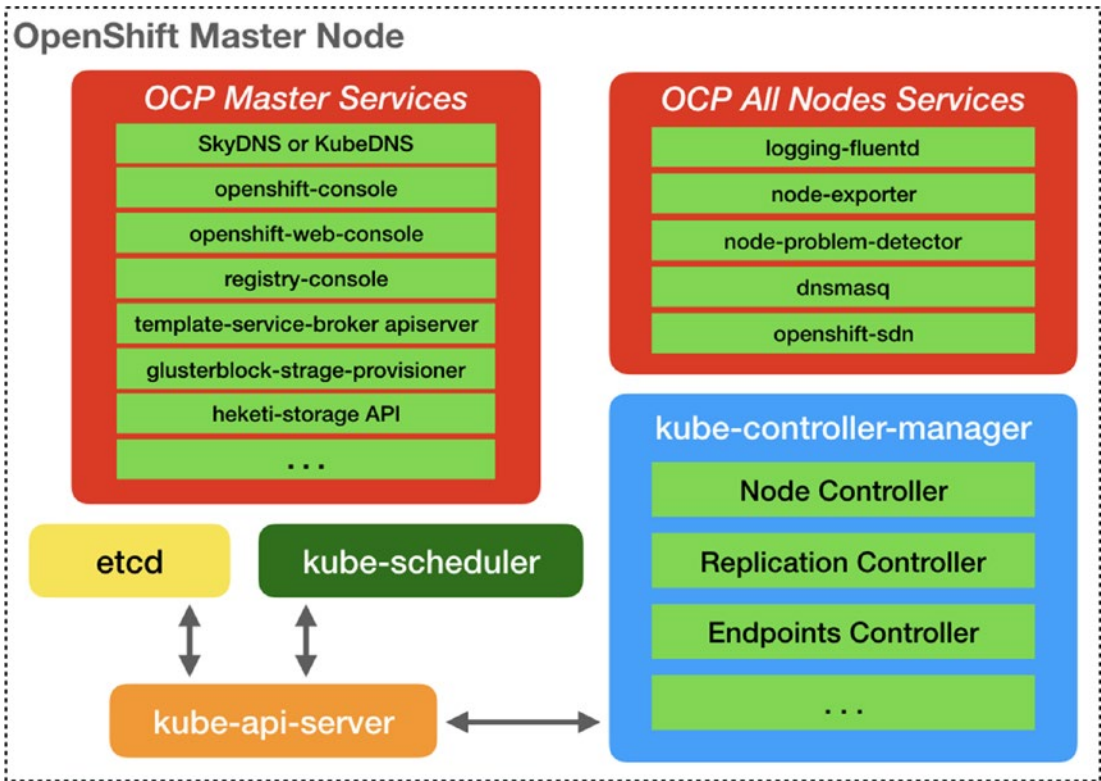 OpenShift Master Node
OCP Master Services
SkyDNS or KubeDNS
openshift-console
openshift-web-console
registry-console
template-service-broker apiserver
glusterblock-strage-provisioner
heketi-storage API
...
OCP All Nodes Services
logging-fluentd
node-exporter
node-problem-detector
dnsmasq
openshift-sdn
kube-controller-manager
Node Controller
Replication Controller
Endpoints Controller
...
etcd
kube-scheduler
kube-api-server